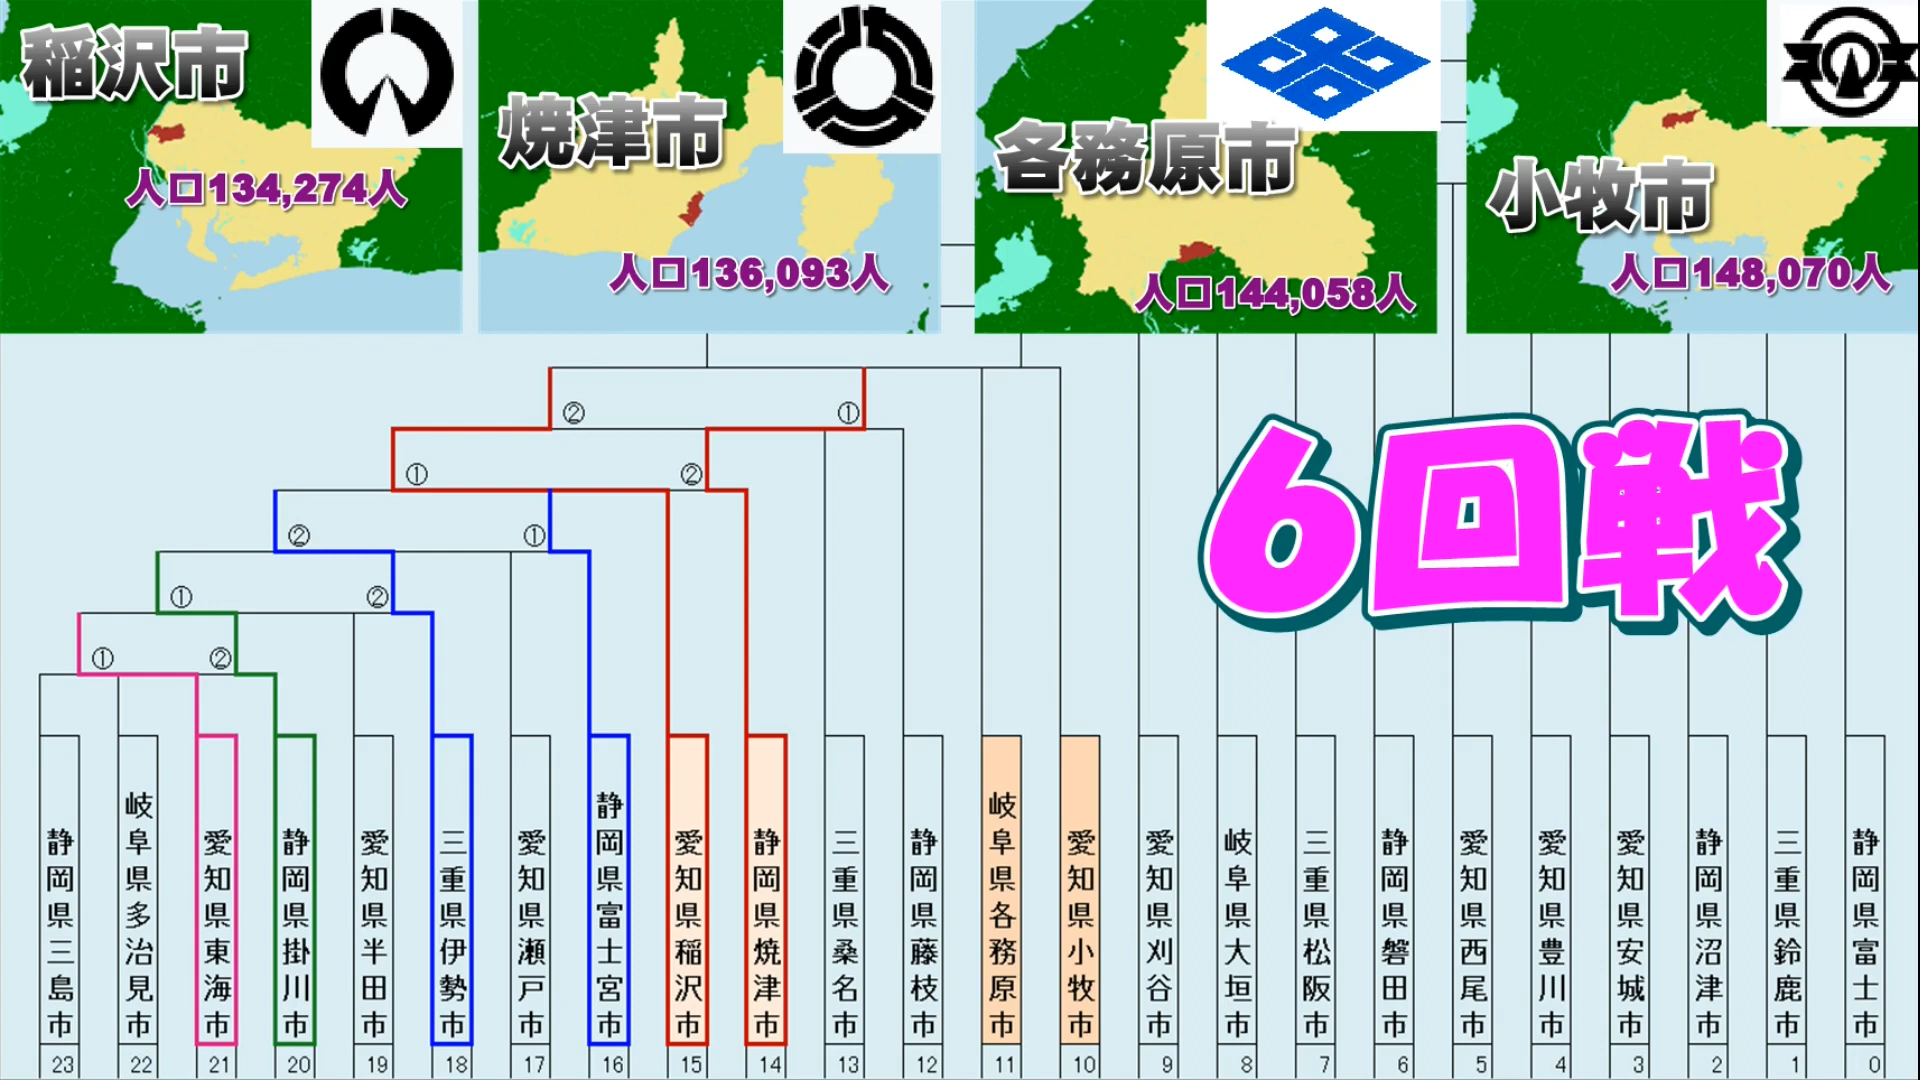 稲沢市
人口134,274人
焼津市
人口136,093人
各務原市
人口144,058人
小牧市
人口148,070人
6回戦
② ①
① ②
② ①
① ②
① ②
静岡県三島市
岐阜県多治見市
愛知県東海市
静岡県掛川市
愛知県半田市
三重県伊勢市
愛知県瀬戸市
静岡県富士宮市
愛知県稲沢市
静岡県焼津市
三重県桑名市
静岡県藤枝市
岐阜県各務原市
愛知県小牧市
愛知県刈谷市
岐阜県大垣市
三重県松阪市
静岡県磐田市
愛知県西尾市
愛知県豊川市
愛知県安城市
静岡県沼津市
三重県鈴鹿市
静岡県富士市
23 22 21 20 19 18 17 16 15 14 13 12 11 10 9 8 7 6 5 4 3 2 1 0